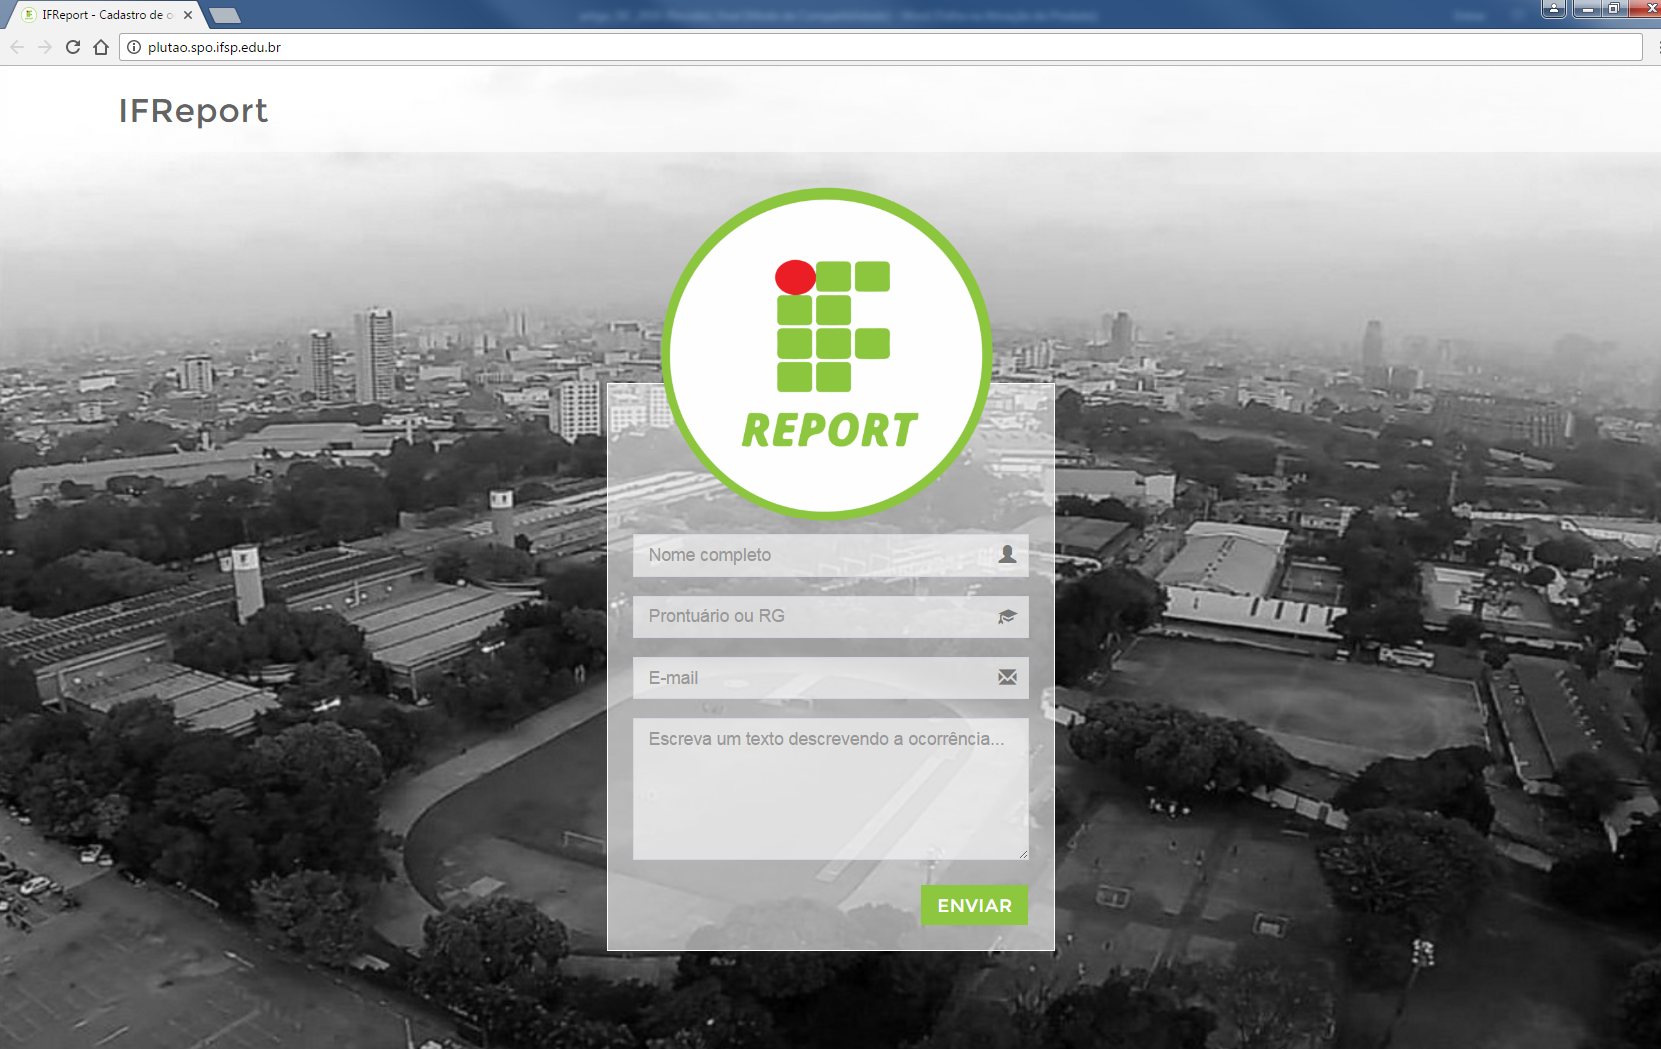 IFReport - Cadastro de o
plutao.spo.ifsp.edu.br
IFReport
REPORT
Nome completo
Prontuário ou RG
E-mail
Escreva um texto descrevendo a ocorrência...
ENVIAR